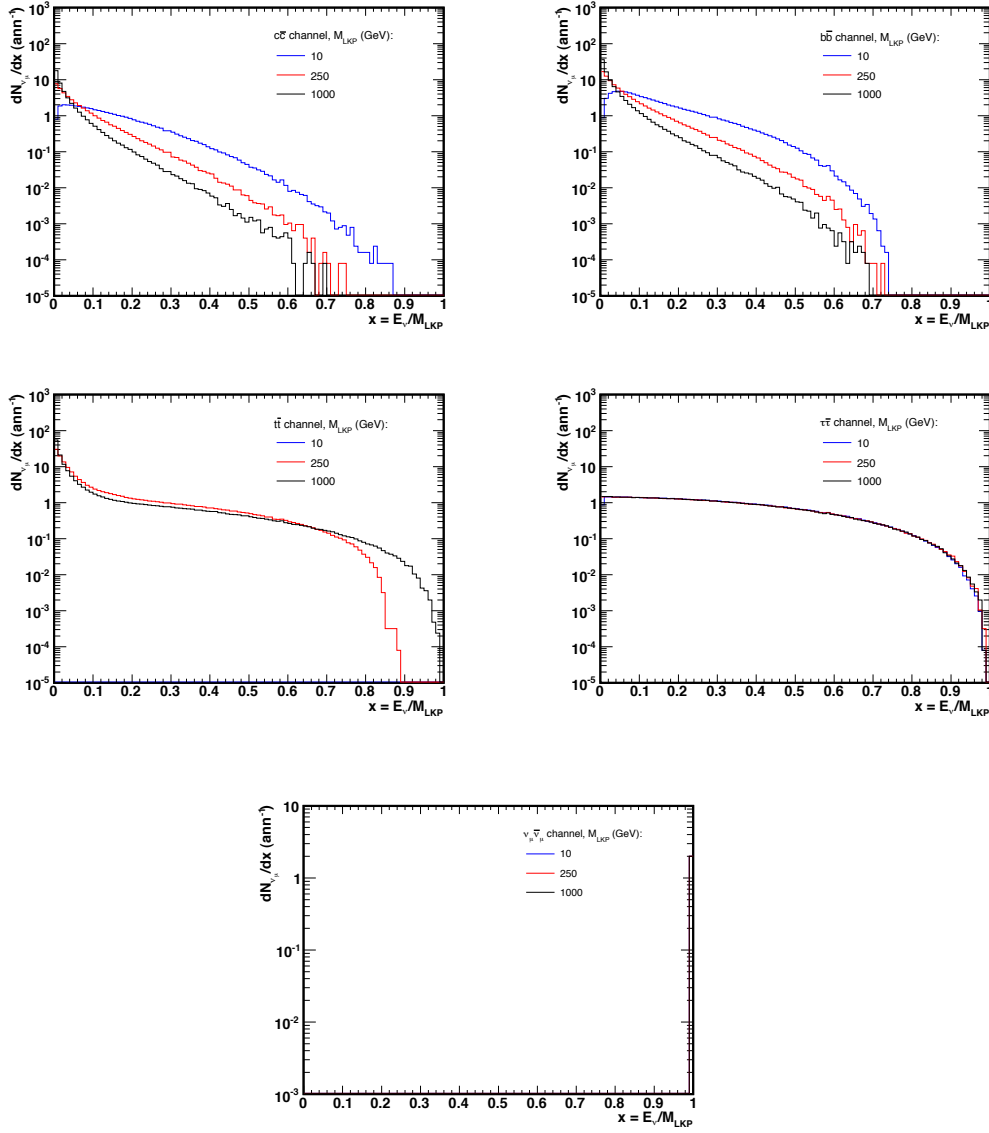 cc̅ channel, M_LKP (GeV):
10
250
1000
dN_νμ/dx (ann⁻¹)
10³
10²
10
1
10⁻¹
10⁻²
10⁻³
10⁻⁴
10⁻⁵
0 0.1 0.2 0.3 0.4 0.5 0.6 0.7 0.8 0.9 1
x = E_ν/M_LKP
bb̅ channel, M_LKP (GeV):
10
250
1000
dN_νμ/dx (ann⁻¹)
10³
10²
10
1
10⁻¹
10⁻²
10⁻³
10⁻⁴
10⁻⁵
0 0.1 0.2 0.3 0.4 0.5 0.6 0.7 0.8 0.9 1
x = E_ν/M_LKP
tt̅ channel, M_LKP (GeV):
10
250
1000
dN_νμ/dx (ann⁻¹)
10³
10²
10
1
10⁻¹
10⁻²
10⁻³
10⁻⁴
10⁻⁵
0 0.1 0.2 0.3 0.4 0.5 0.6 0.7 0.8 0.9 1
x = E_ν/M_LKP
ττ̅ channel, M_LKP (GeV):
10
250
1000
dN_νμ/dx (ann⁻¹)
10³
10²
10
1
10⁻¹
10⁻²
10⁻³
10⁻⁴
10⁻⁵
0 0.1 0.2 0.3 0.4 0.5 0.6 0.7 0.8 0.9 1
x = E_ν/M_LKP
ν_μν̅_μ channel, M_LKP (GeV):
10
250
1000
dN_νμ/dx (ann⁻¹)
10
1
10⁻¹
10⁻²
10⁻³
0 0.1 0.2 0.3 0.4 0.5 0.6 0.7 0.8 0.9 1
x = E_ν/M_LKP